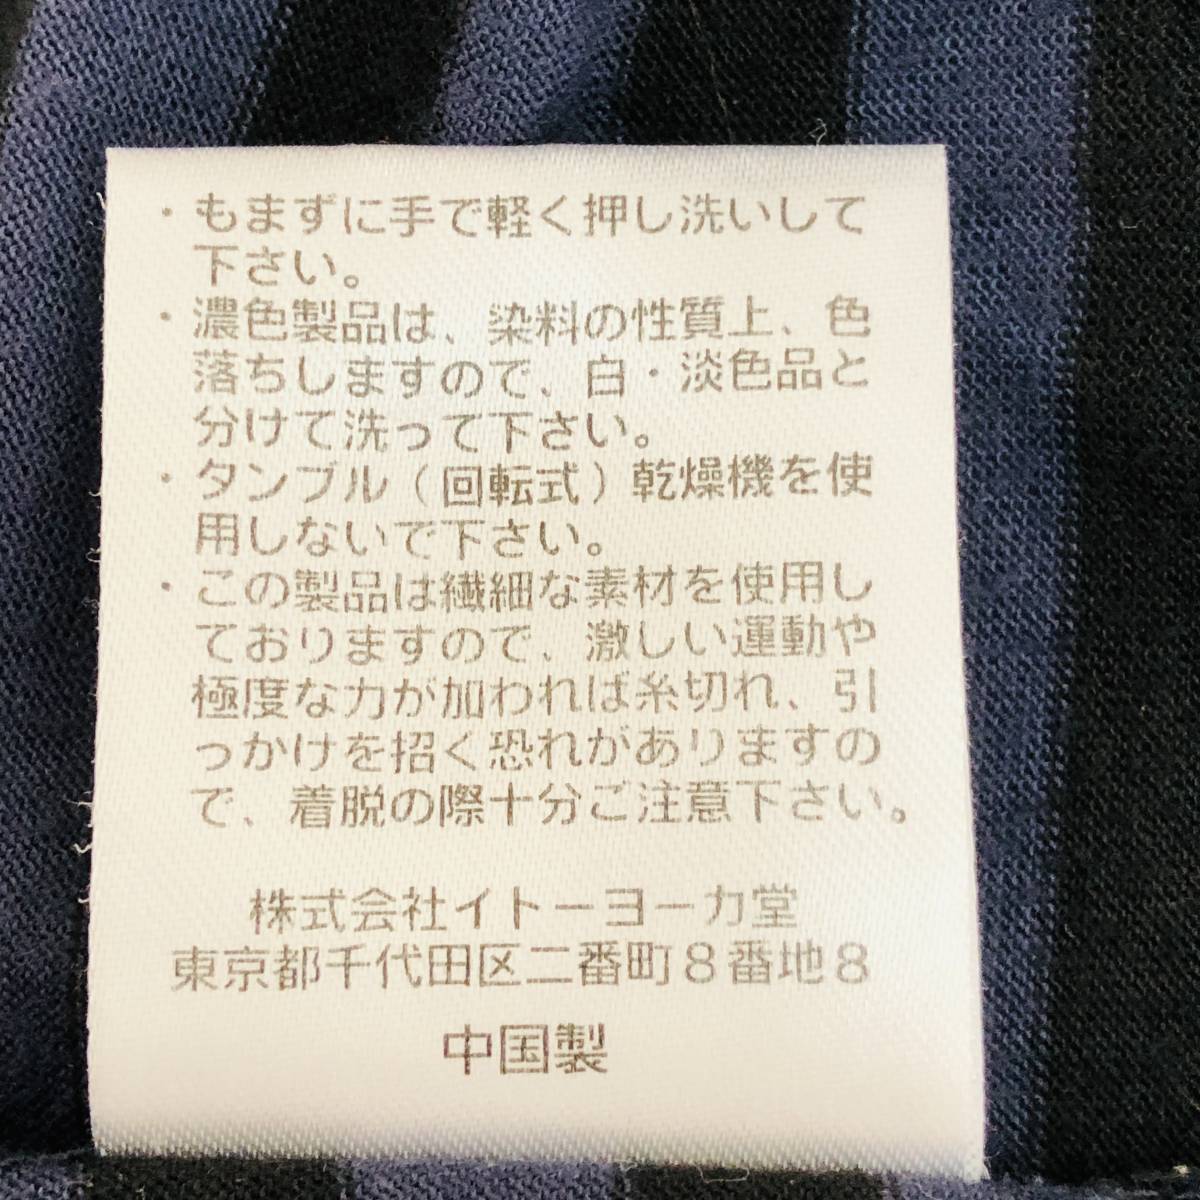 ・もまずに手で軽く押し洗いして
下さい。
・濃色製品は、染料の性質上、色
落ちしますので、白・淡色品と
分けて洗って下さい。
・タンブル（回転式）乾燥機を使
用しないで下さい。
・この製品は繊細な素材を使用し
ておりますので、激しい運動や
極度な力が加われば糸切れ、引
っかけを招く恐れがありますの
で、着脱の際十分ご注意下さい。
株式会社イトーヨーカ堂
東京都千代田区二番町８番地８
中国製